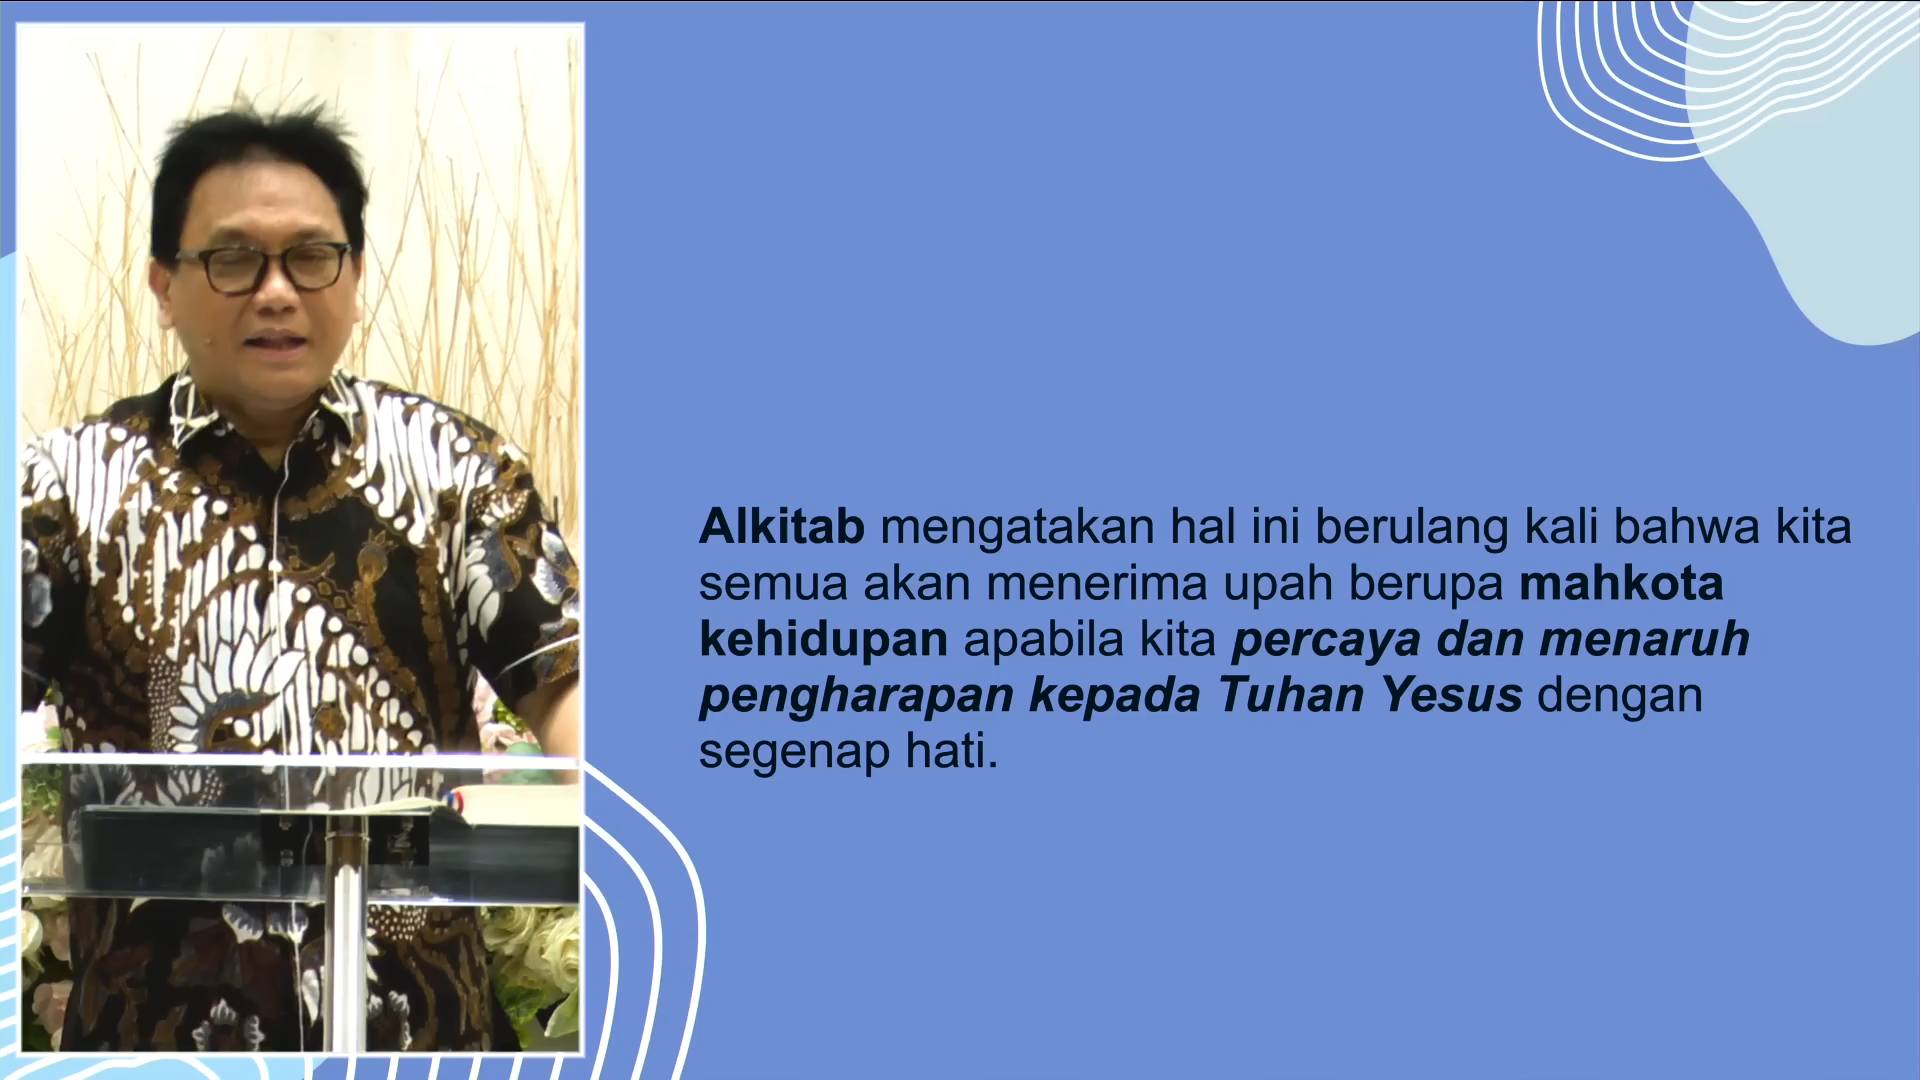 Alkitab mengatakan hal ini berulang kali bahwa kita
semua akan menerima upah berupa mahkota
kehidupan apabila kita percaya dan menaruh
pengharapan kepada Tuhan Yesus dengan
segenap hati.